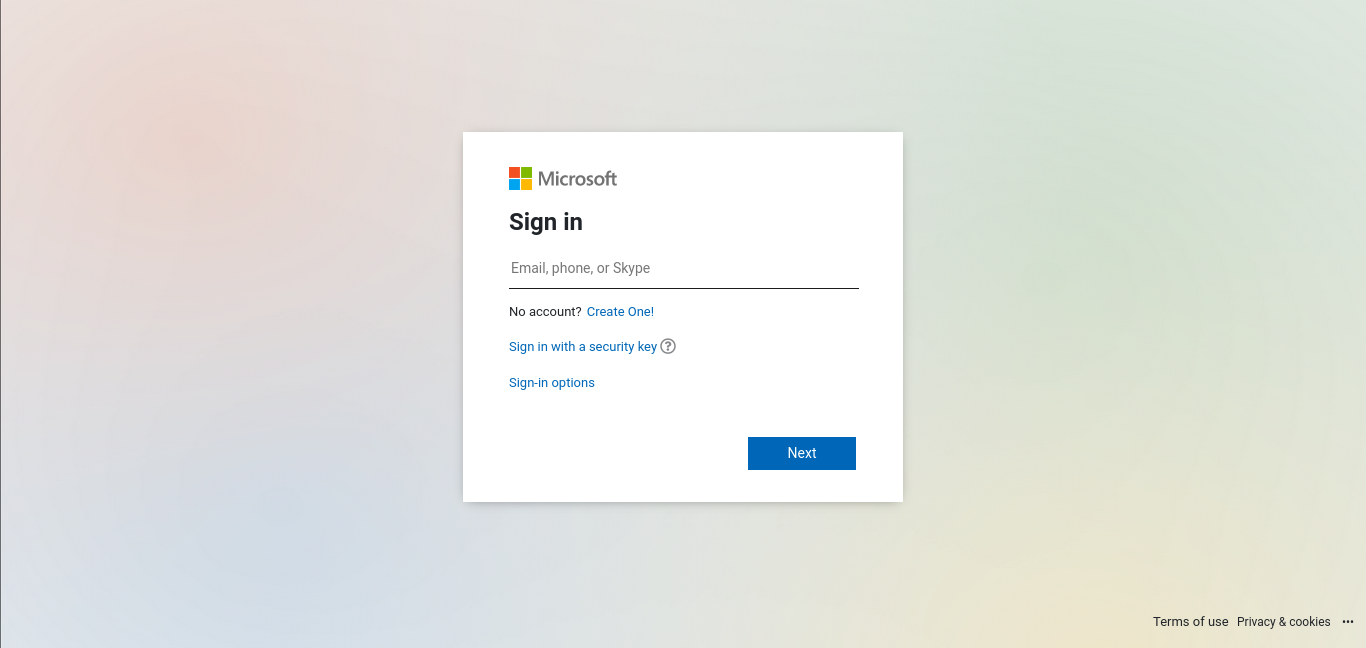 Microsoft
Sign in
Email, phone, or Skype
No account? Create One!
Sign in with a security key ?
Sign-in options
Next
Terms of use Privacy & cookies ...